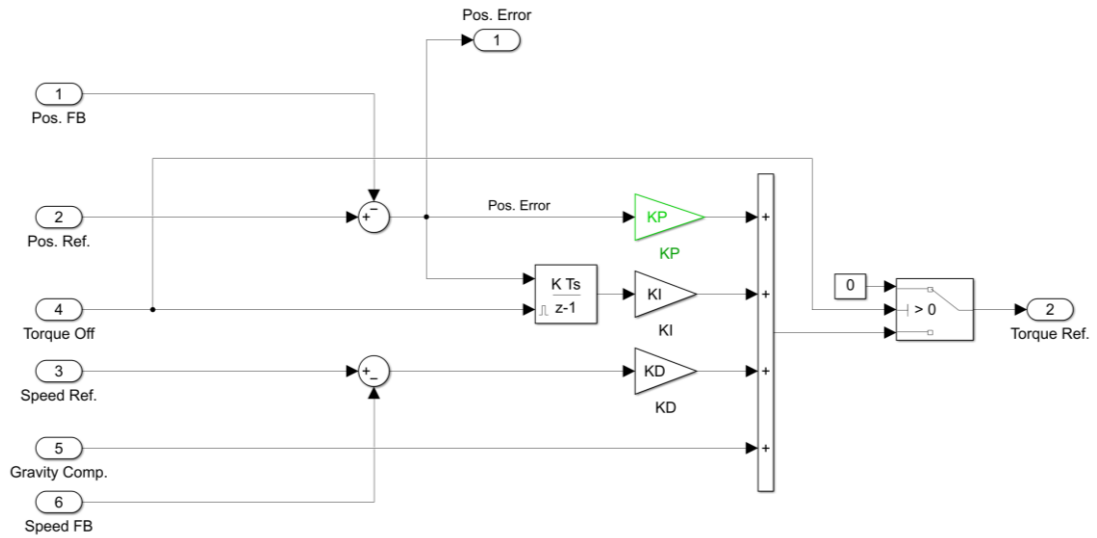 Pos. Error
1
1
Pos. FB
2
Pos. Ref.
+
−
Pos. Error
KP
KP
+
4
Torque Off
K Ts
z-1
KI
KI
+
0
> 0
2
Torque Ref.
3
Speed Ref.
+
−
KD
KD
+
5
Gravity Comp.
+
6
Speed FB